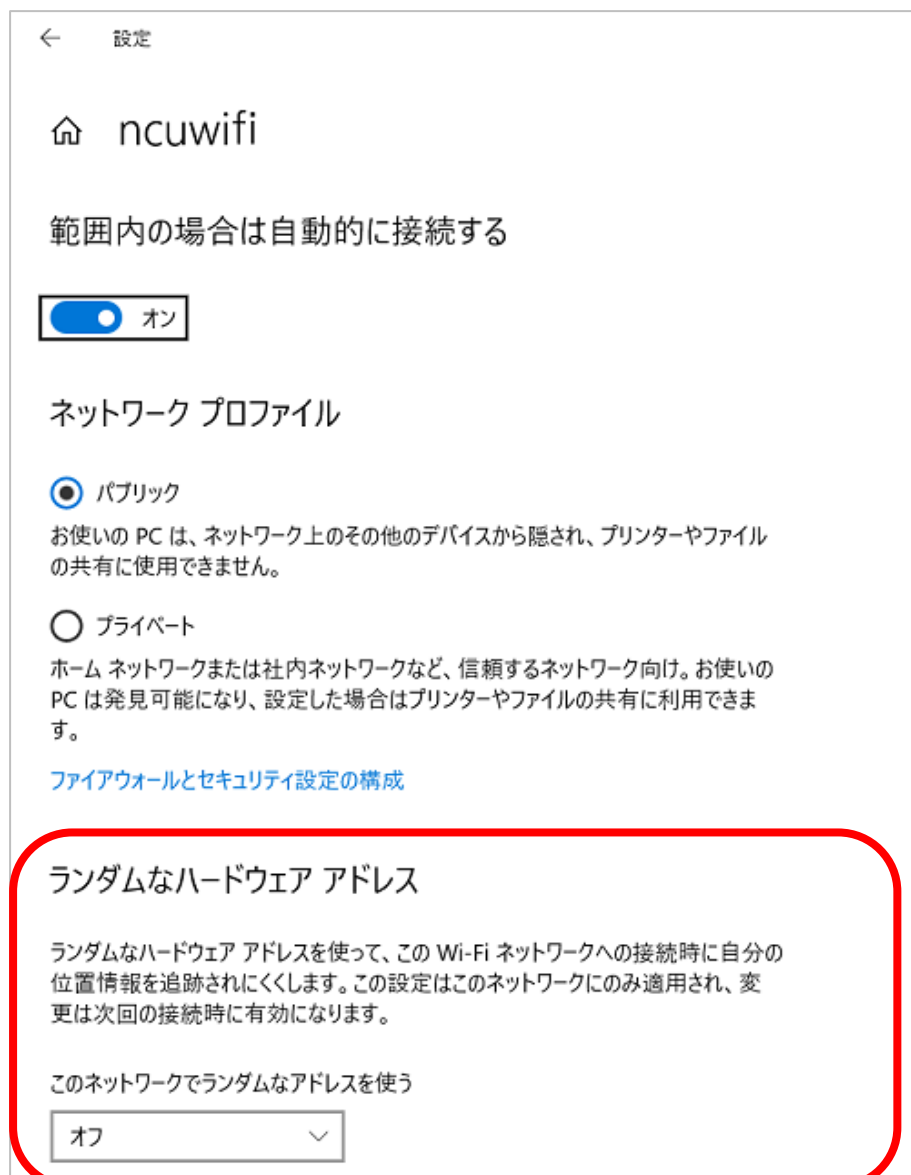 設定
ncuwifi
範囲内の場合は自動的に接続する
オン
ネットワーク プロファイル
パブリック
お使いの PC は、ネットワーク上のその他のデバイスから隠され、プリンターやファイル
の共有に使用できません。
プライベート
ホーム ネットワークまたは社内ネットワークなど、信頼するネットワーク向け。お使いの
PC は発見可能になり、設定した場合はプリンターやファイルの共有に利用できま
す。
ファイアウォールとセキュリティ設定の構成
ランダムなハードウェア アドレス
ランダムなハードウェア アドレスを使って、この Wi-Fi ネットワークへの接続時に自分の
位置情報を追跡されにくくします。この設定はこのネットワークにのみ適用され、変
更は次回の接続時に有効になります。
このネットワークでランダムなアドレスを使う
オフ